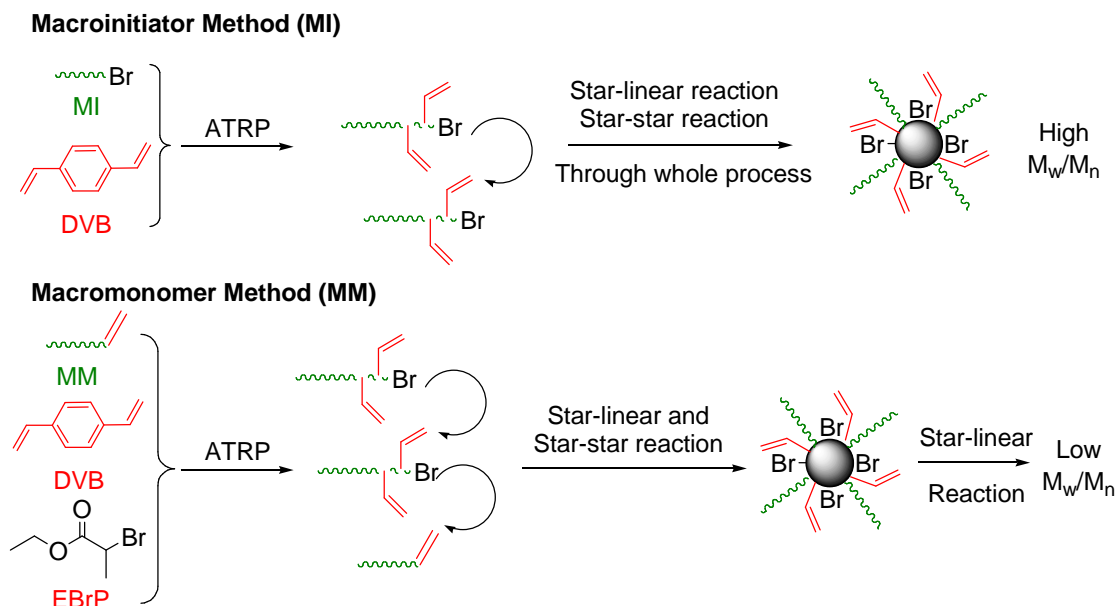 Macroinitiator Method (MI)
Br
MI
DVB
ATRP
Br
Br
Star-linear reaction
Star-star reaction
Through whole process
Br
Br
Br
Br
High
Mw/Mn
Macromonomer Method (MM)
MM
DVB
O
O
Br
EBrP
ATRP
Br
Br
Star-linear and
Star-star reaction
Br
Br
Br
Br
Star-linear
Reaction
Low
Mw/Mn